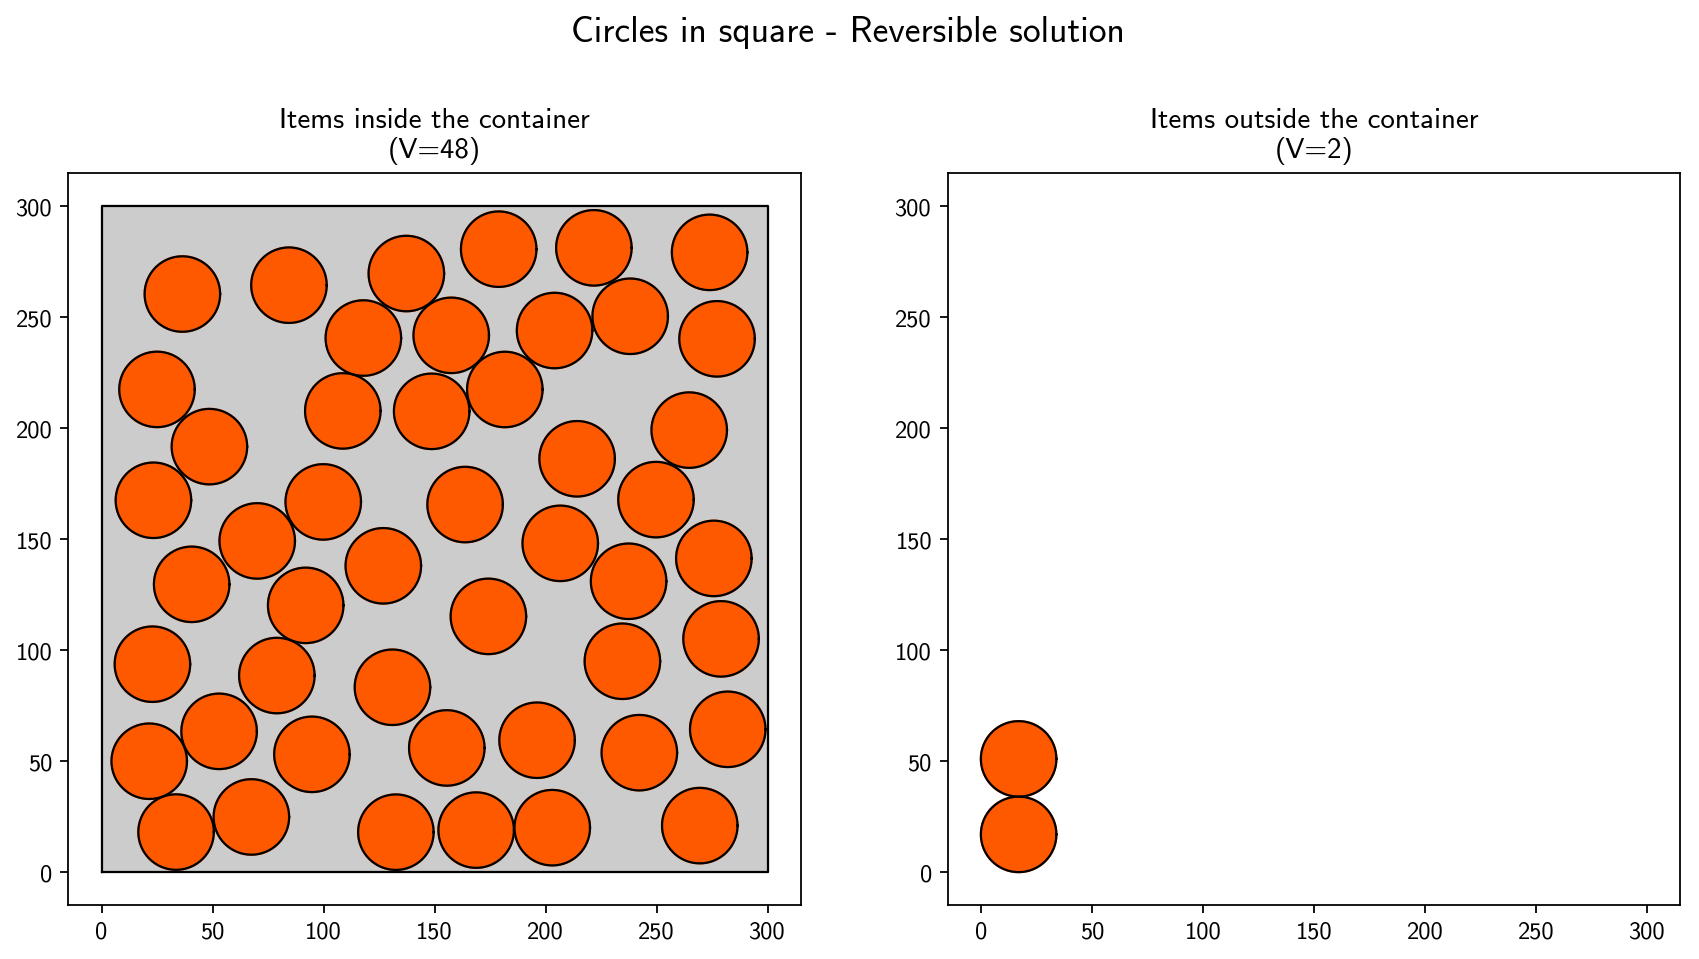 Circles in square - Reversible solution
Items inside the container
(V=48)
300
250
200
150
100
50
0
0 50 100 150 200 250 300
Items outside the container
(V=2)
300
250
200
150
100
50
0
0 50 100 150 200 250 300